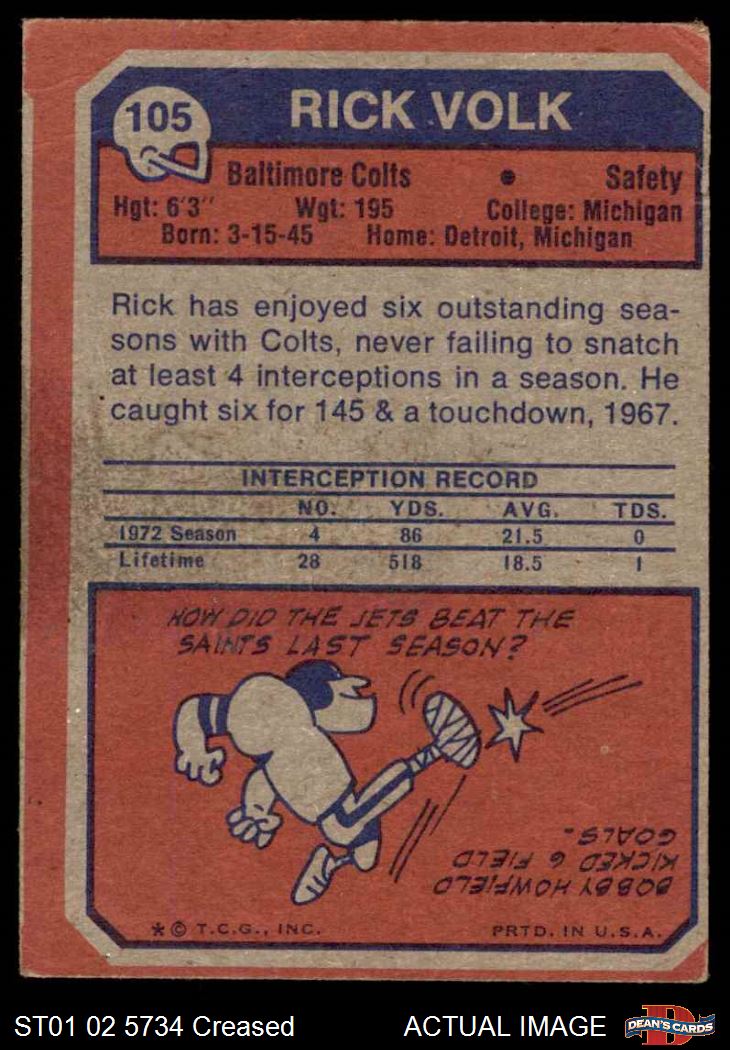 105
RICK VOLK
Baltimore Colts • Safety
Hgt: 6'3" Wgt: 195 College: Michigan
Born: 3-15-45 Home: Detroit, Michigan
Rick has enjoyed six outstanding sea-
sons with Colts, never failing to snatch
at least 4 interceptions in a season. He
caught six for 145 & a touchdown, 1967.
INTERCEPTION RECORD
NO. YDS. AVG. TDS.
1972 Season 4 86 21.5 0
Lifetime 28 518 18.5 1
HOW DID THE JETS BEAT THE
SAINTS LAST SEASON?
BOBBY HOWFIELD
KICKED 6 FIELD
GOALS.
* © T.C.G., INC. PRTD. IN U.S.A.
ST01 02 5734 Creased ACTUAL IMAGE
D
DEAN'S CARDS